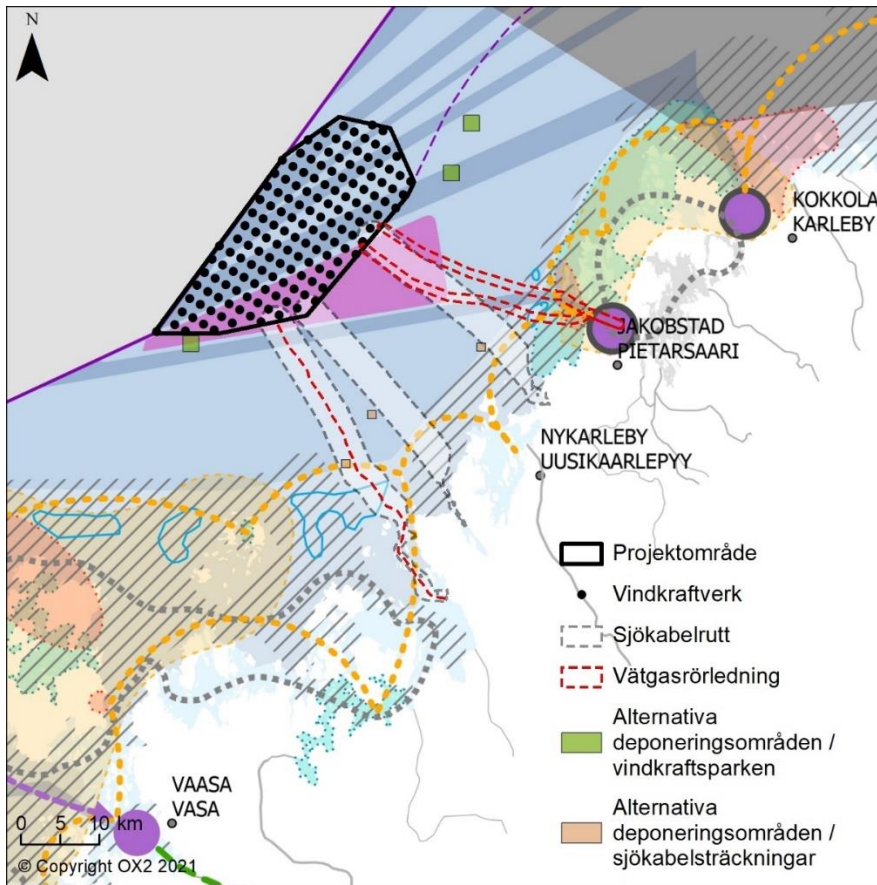 N
KOKKOLA
KARLEBY
JAKOBSTAD
PIETARSAARI
NYKARLEBY
UUSIKAARLEPYY
Projektområde
Vindkraftverk
Sjökabelrutt
Vätgasrörledning
Alternativa
deponeringsområden /
vindkraftsparken
Alternativa
deponeringsområden /
sjökabelsträckningar
VAASA
VASA
0 5 10 km
© Copyright OX2 2021